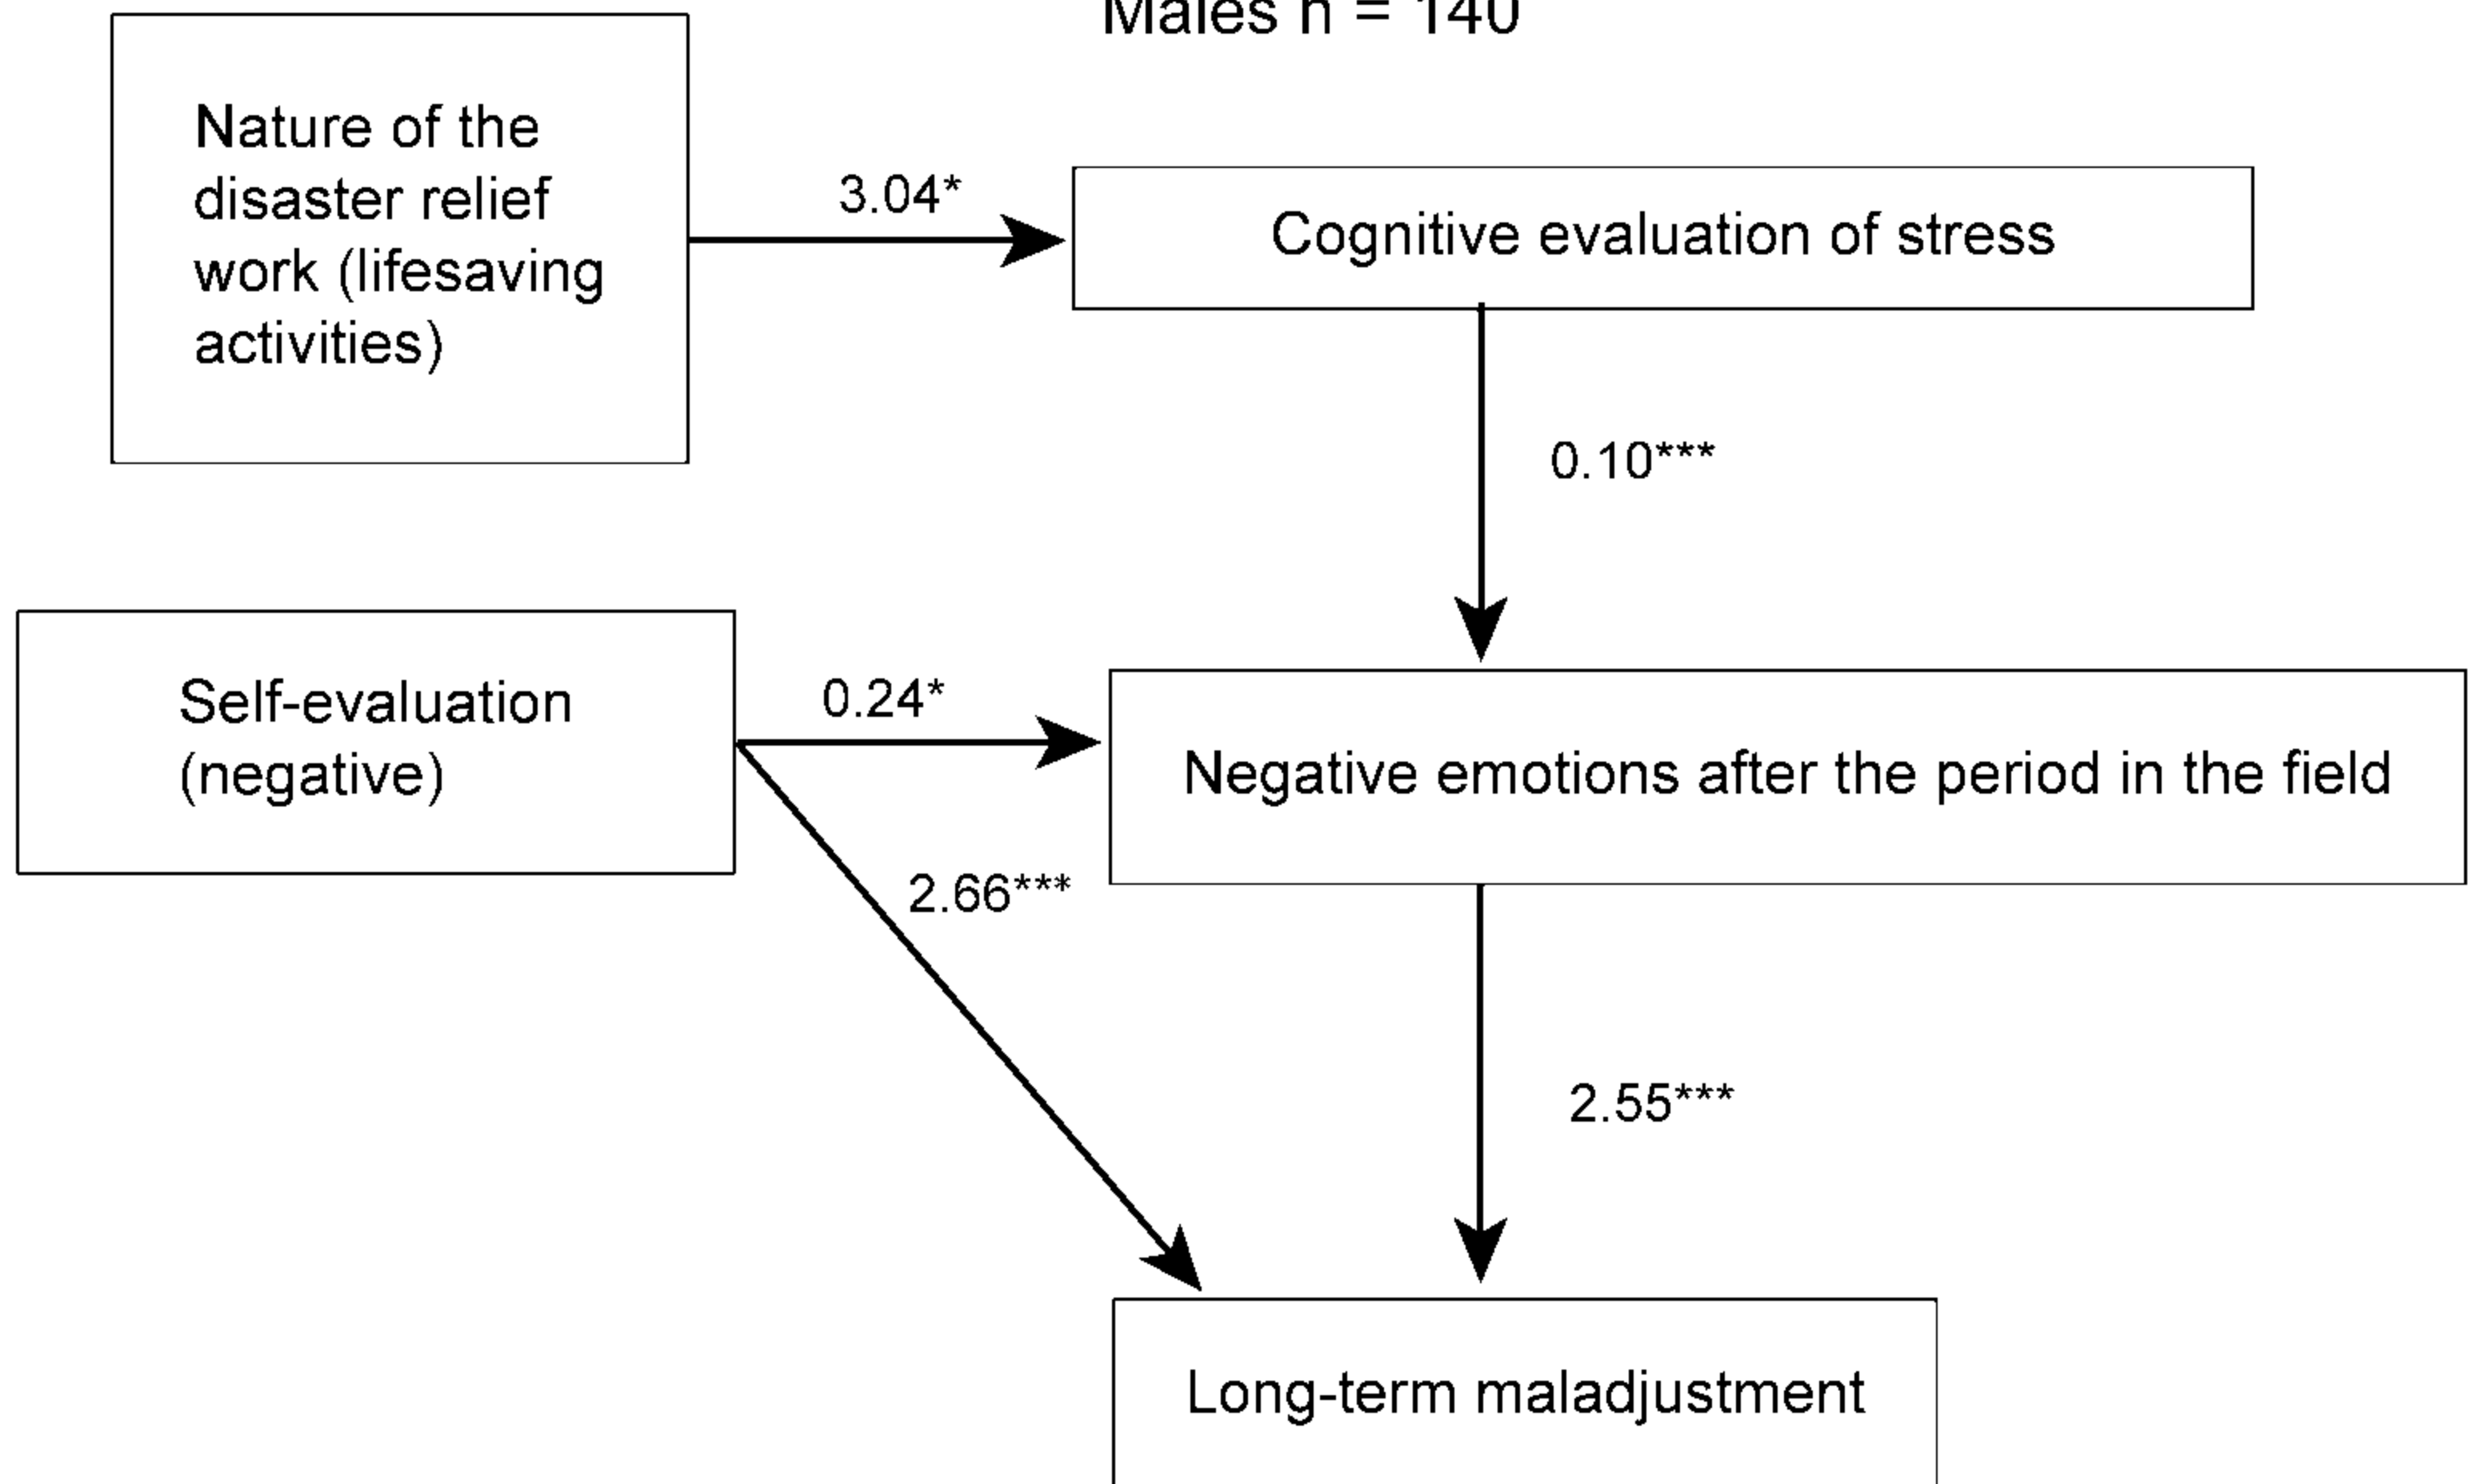 Males n = 140
Nature of the
disaster relief
work (lifesaving
activities)
3.04*
Cognitive evaluation of stress
0.10***
Self-evaluation
(negative)
0.24*
Negative emotions after the period in the field
2.66***
2.55***
Long-term maladjustment